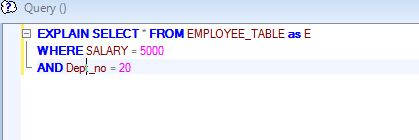 Query ()
EXPLAIN SELECT * FROM EMPLOYEE_TABLE as E
WHERE SALARY = 5000
AND Dept_no = 20